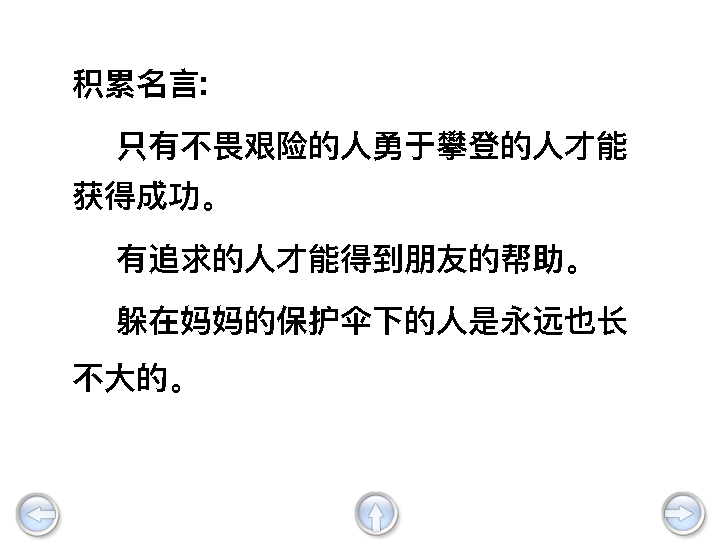 积累名言:
只有不畏艰险的人勇于攀登的人才能
获得成功。
有追求的人才能得到朋友的帮助。
躲在妈妈的保护伞下的人是永远也长
不大的。